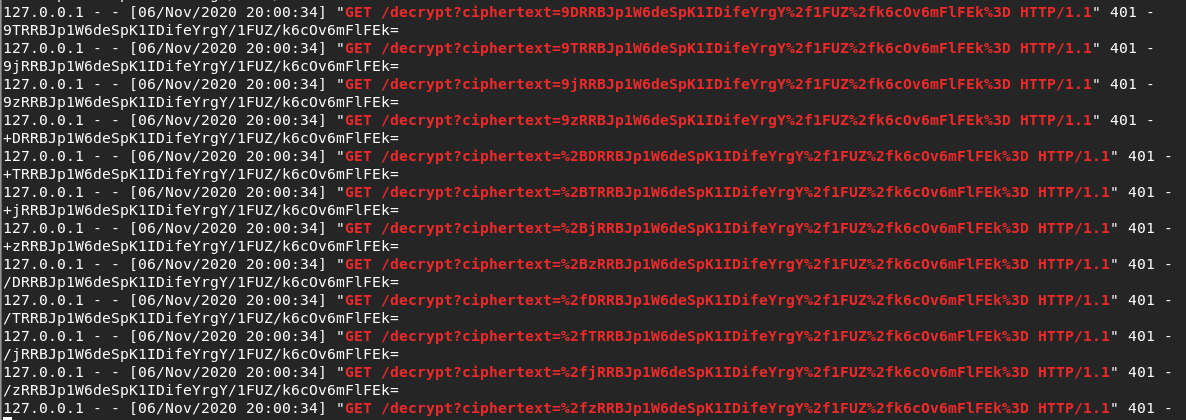 127.0.0.1 - - [06/Nov/2020 20:00:34] "GET /decrypt?ciphertext=9DRRBJp1W6deSpK1IDifeYrgY%2f1FUZ%2fk6cOv6mFlFEk%3D HTTP/1.1" 401 -
9TRRBJp1W6deSpK1IDifeYrgY/1FUZ/k6cOv6mFlFEk=
127.0.0.1 - - [06/Nov/2020 20:00:34] "GET /decrypt?ciphertext=9TRRBJp1W6deSpK1IDifeYrgY%2f1FUZ%2fk6cOv6mFlFEk%3D HTTP/1.1" 401 -
9jRRBJp1W6deSpK1IDifeYrgY/1FUZ/k6cOv6mFlFEk=
127.0.0.1 - - [06/Nov/2020 20:00:34] "GET /decrypt?ciphertext=9jRRBJp1W6deSpK1IDifeYrgY%2f1FUZ%2fk6cOv6mFlFEk%3D HTTP/1.1" 401 -
9zRRBJp1W6deSpK1IDifeYrgY/1FUZ/k6cOv6mFlFEk=
127.0.0.1 - - [06/Nov/2020 20:00:34] "GET /decrypt?ciphertext=9zRRBJp1W6deSpK1IDifeYrgY%2f1FUZ%2fk6cOv6mFlFEk%3D HTTP/1.1" 401 -
+DRRBJp1W6deSpK1IDifeYrgY/1FUZ/k6cOv6mFlFEk=
127.0.0.1 - - [06/Nov/2020 20:00:34] "GET /decrypt?ciphertext=%2BDRRBJp1W6deSpK1IDifeYrgY%2f1FUZ%2fk6cOv6mFlFEk%3D HTTP/1.1" 401 -
+TRRBJp1W6deSpK1IDifeYrgY/1FUZ/k6cOv6mFlFEk=
127.0.0.1 - - [06/Nov/2020 20:00:34] "GET /decrypt?ciphertext=%2BTRRBJp1W6deSpK1IDifeYrgY%2f1FUZ%2fk6cOv6mFlFEk%3D HTTP/1.1" 401 -
+jRRBJp1W6deSpK1IDifeYrgY/1FUZ/k6cOv6mFlFEk=
127.0.0.1 - - [06/Nov/2020 20:00:34] "GET /decrypt?ciphertext=%2BjRRBJp1W6deSpK1IDifeYrgY%2f1FUZ%2fk6cOv6mFlFEk%3D HTTP/1.1" 401 -
+zRRBJp1W6deSpK1IDifeYrgY/1FUZ/k6cOv6mFlFEk=
127.0.0.1 - - [06/Nov/2020 20:00:34] "GET /decrypt?ciphertext=%2BzRRBJp1W6deSpK1IDifeYrgY%2f1FUZ%2fk6cOv6mFlFEk%3D HTTP/1.1" 401 -
/DRRBJp1W6deSpK1IDifeYrgY/1FUZ/k6cOv6mFlFEk=
127.0.0.1 - - [06/Nov/2020 20:00:34] "GET /decrypt?ciphertext=%2fDRRBJp1W6deSpK1IDifeYrgY%2f1FUZ%2fk6cOv6mFlFEk%3D HTTP/1.1" 401 -
/TRRBJp1W6deSpK1IDifeYrgY/1FUZ/k6cOv6mFlFEk=
127.0.0.1 - - [06/Nov/2020 20:00:34] "GET /decrypt?ciphertext=%2fTRRBJp1W6deSpK1IDifeYrgY%2f1FUZ%2fk6cOv6mFlFEk%3D HTTP/1.1" 401 -
/jRRBJp1W6deSpK1IDifeYrgY/1FUZ/k6cOv6mFlFEk=
127.0.0.1 - - [06/Nov/2020 20:00:34] "GET /decrypt?ciphertext=%2fjRRBJp1W6deSpK1IDifeYrgY%2f1FUZ%2fk6cOv6mFlFEk%3D HTTP/1.1" 401 -
/zRRBJp1W6deSpK1IDifeYrgY/1FUZ/k6cOv6mFlFEk=
127.0.0.1 - - [06/Nov/2020 20:00:34] "GET /decrypt?ciphertext=%2fzRRBJp1W6deSpK1IDifeYrgY%2f1FUZ%2fk6cOv6mFlFEk%3D HTTP/1.1" 401 -